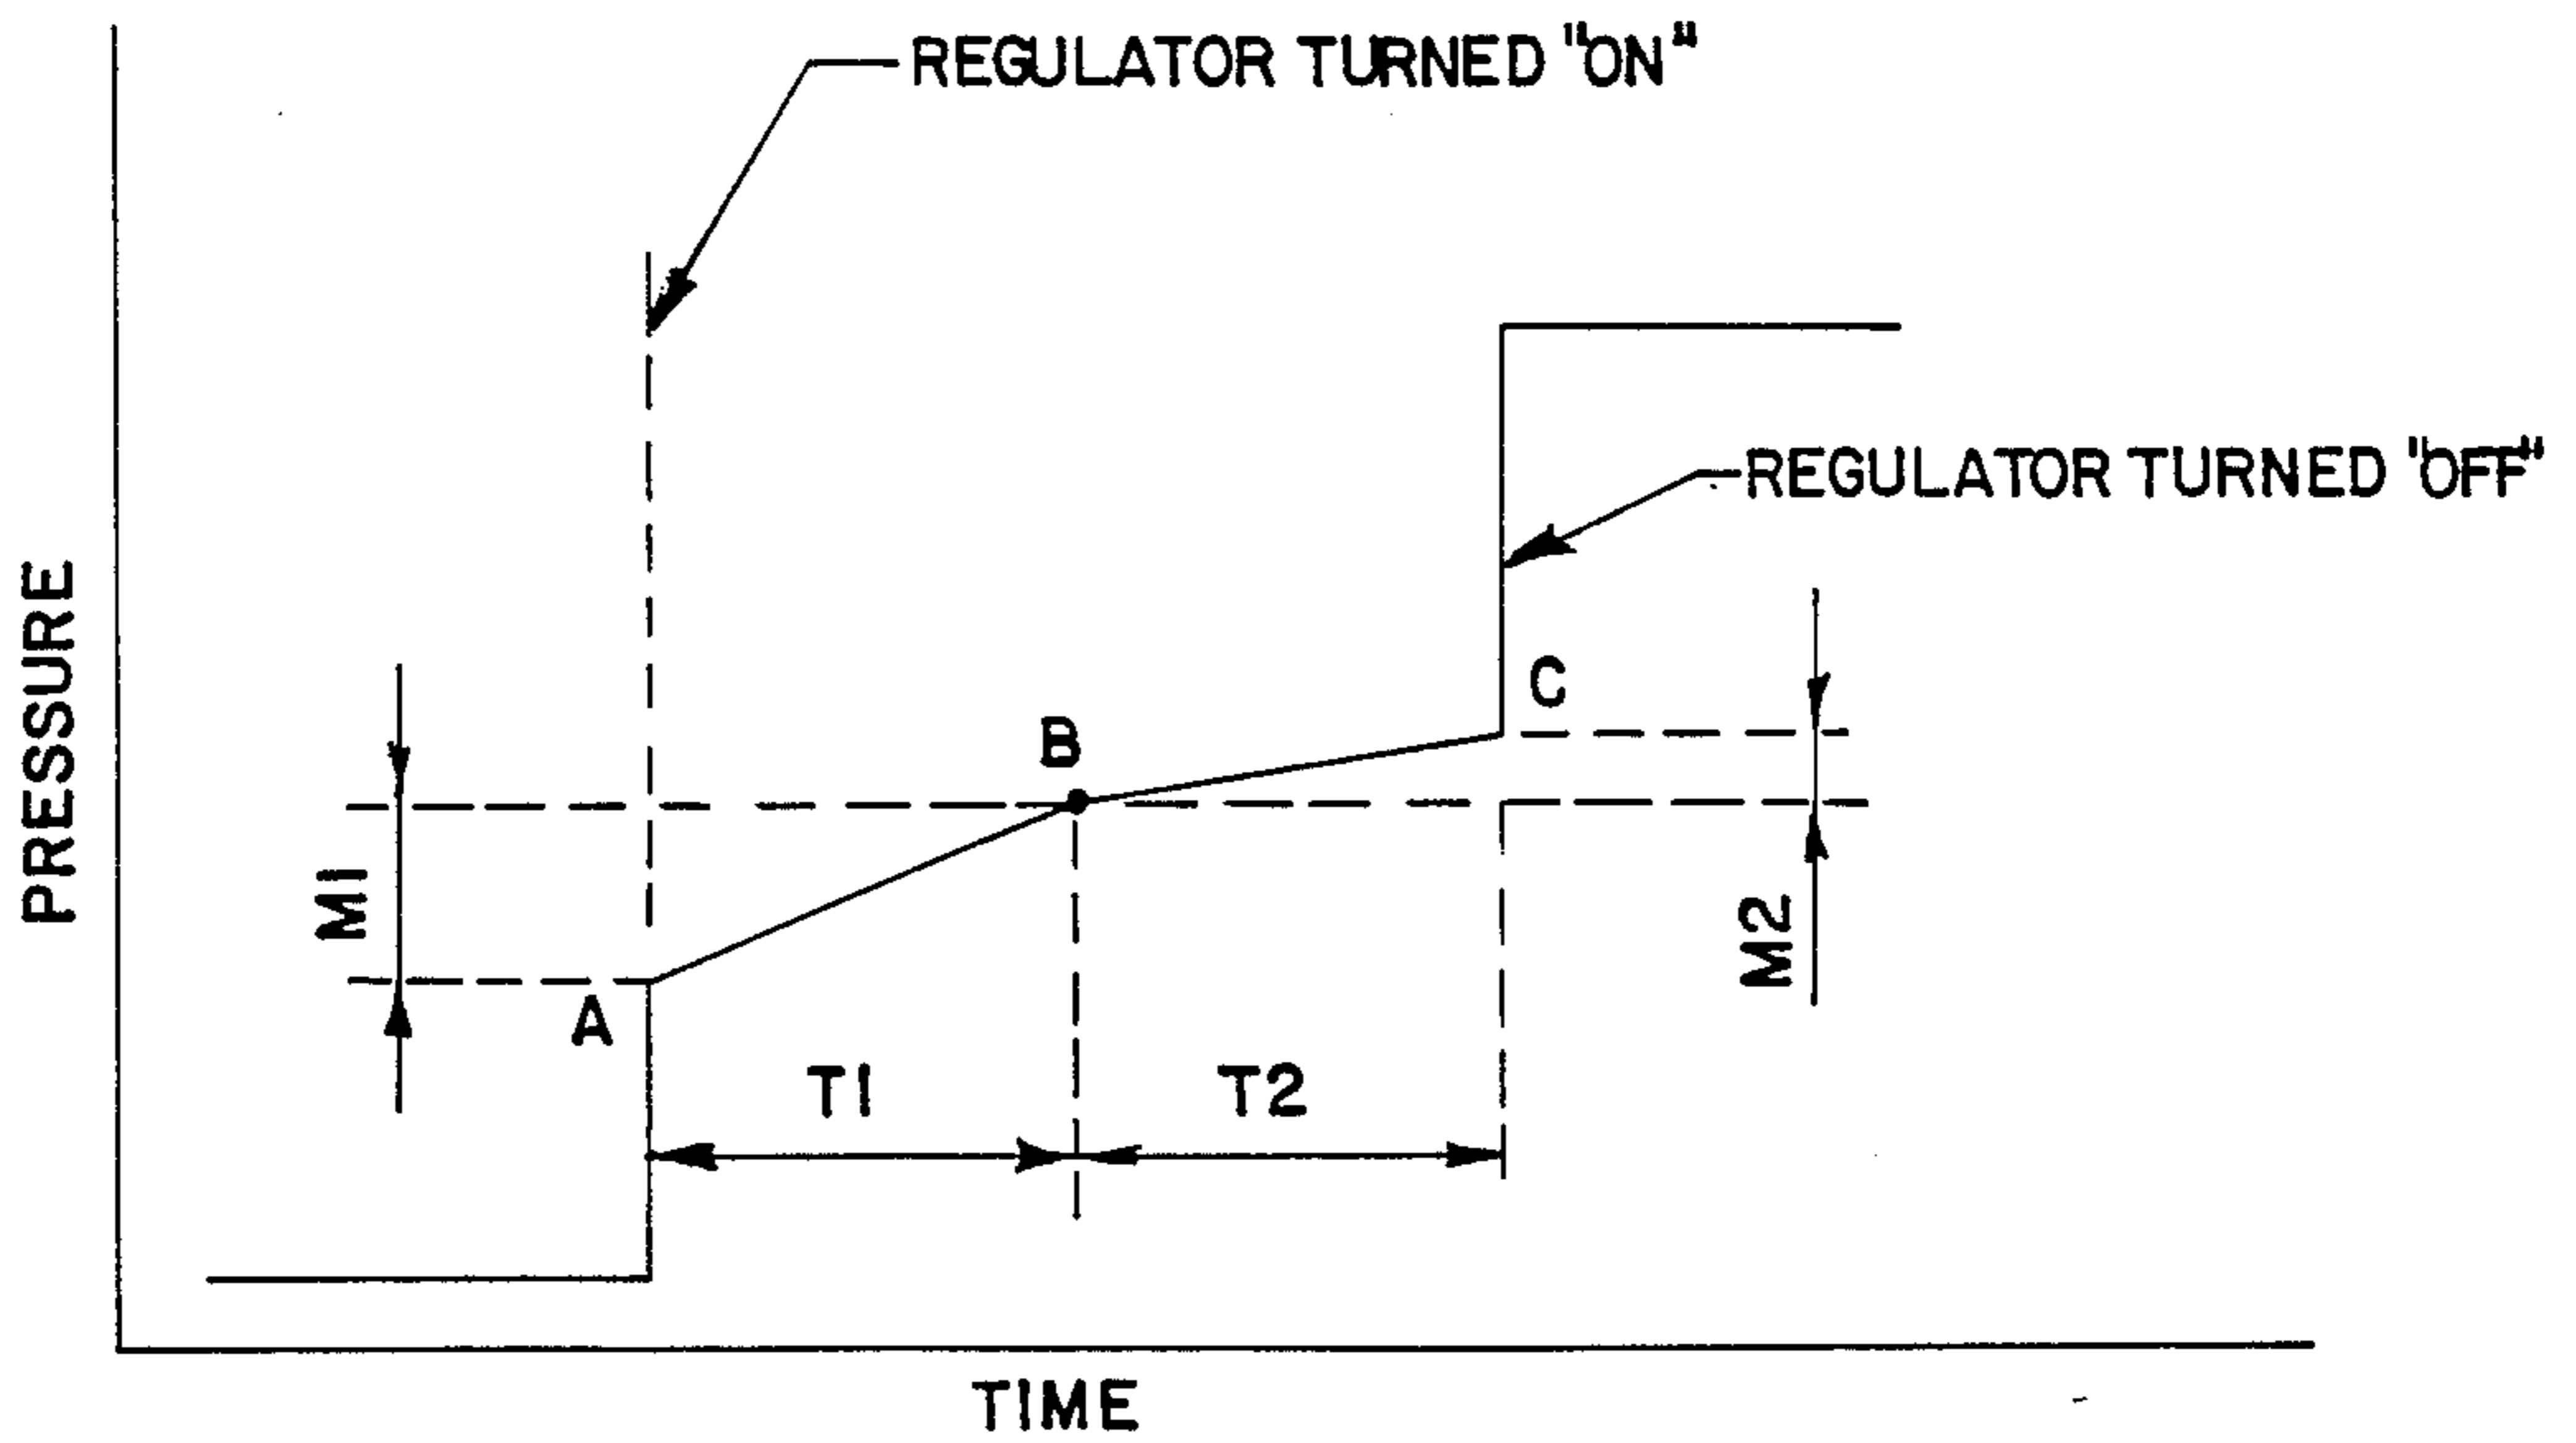 REGULATOR TURNED "ON"
REGULATOR TURNED "OFF"
PRESSURE
C
B
M1
M2
A
T1
T2
TIME